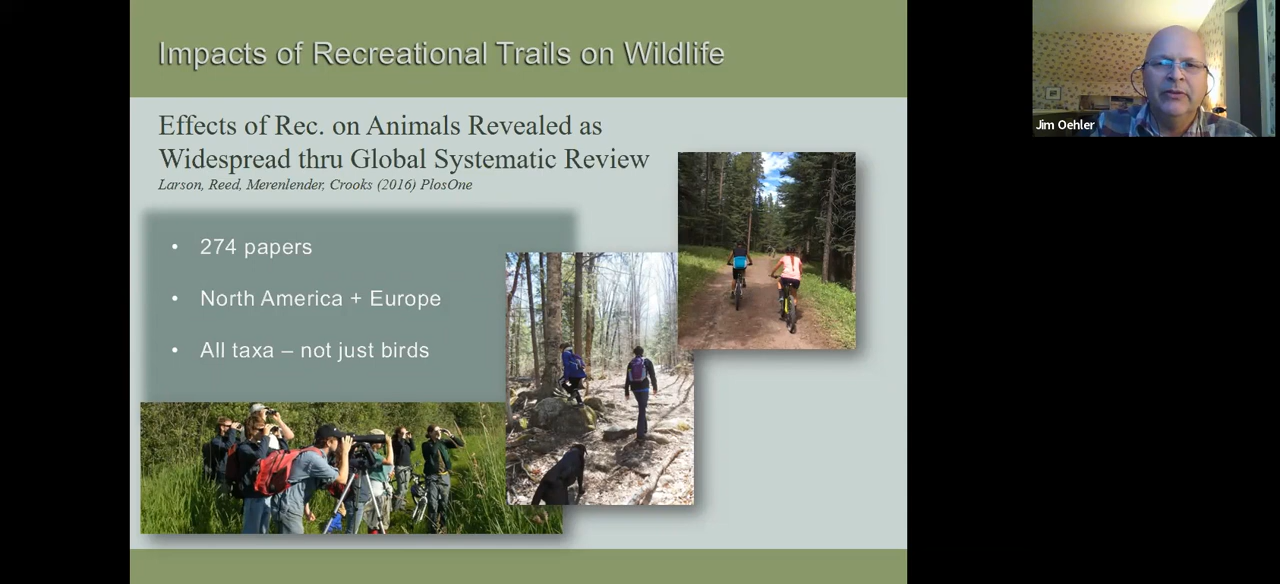 Impacts of Recreational Trails on Wildlife
Effects of Rec. on Animals Revealed as
Widespread thru Global Systematic Review
Larson, Reed, Merenlender, Crooks (2016) PlosOne
• 274 papers
• North America + Europe
• All taxa – not just birds
Jim Oehler